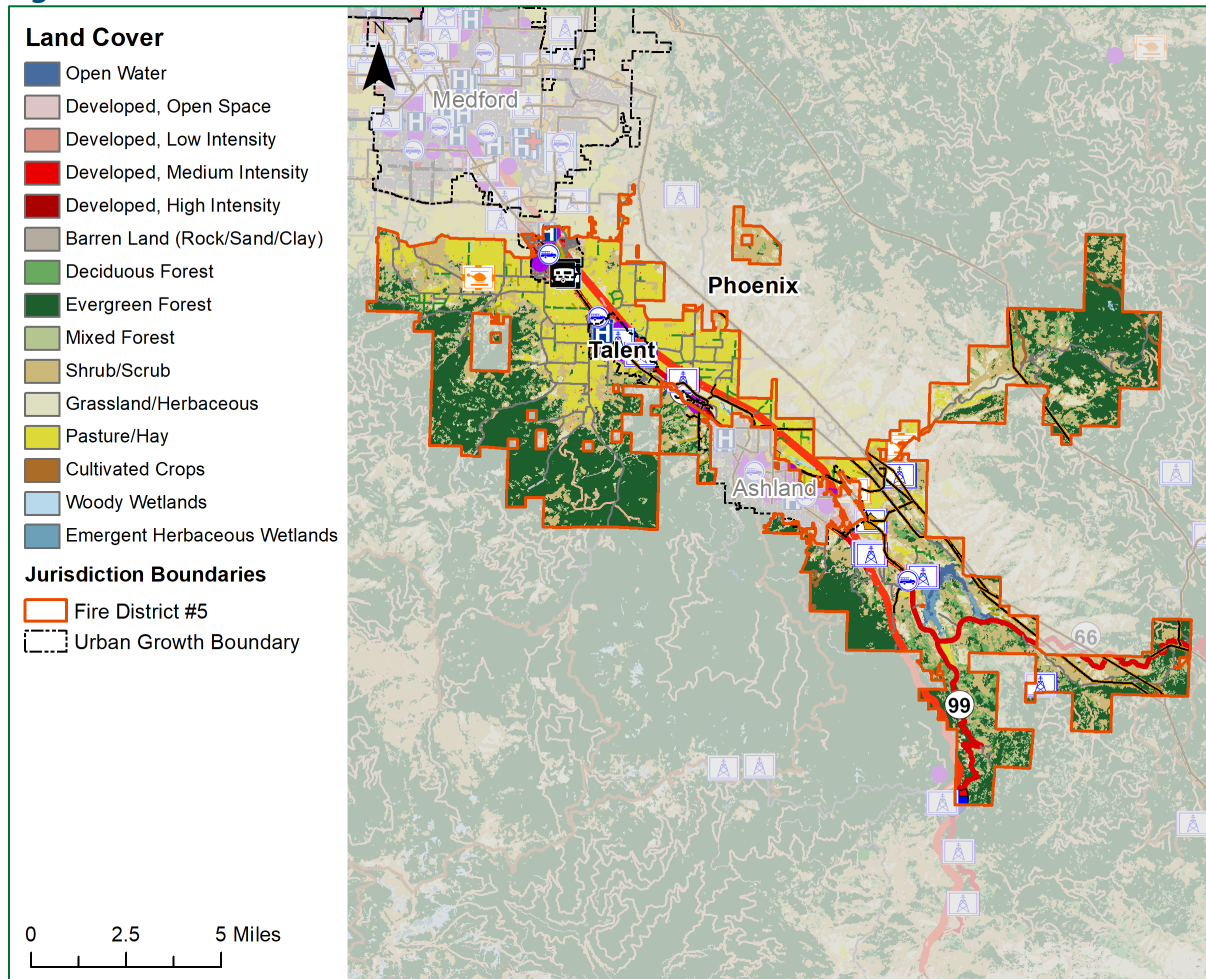 Land Cover
Open Water
Developed, Open Space
Developed, Low Intensity
Developed, Medium Intensity
Developed, High Intensity
Barren Land (Rock/Sand/Clay)
Deciduous Forest
Evergreen Forest
Mixed Forest
Shrub/Scrub
Grassland/Herbaceous
Pasture/Hay
Cultivated Crops
Woody Wetlands
Emergent Herbaceous Wetlands
Jurisdiction Boundaries
Fire District #5
Urban Growth Boundary
0 2.5 5 Miles
N
Medford
Phoenix
Talent
Ashland
66
99